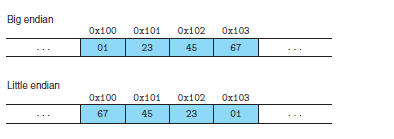 Big endian
0x100 0x101 0x102 0x103
... 01 23 45 67 ...
Little endian
0x100 0x101 0x102 0x103
... 67 45 23 01 ...